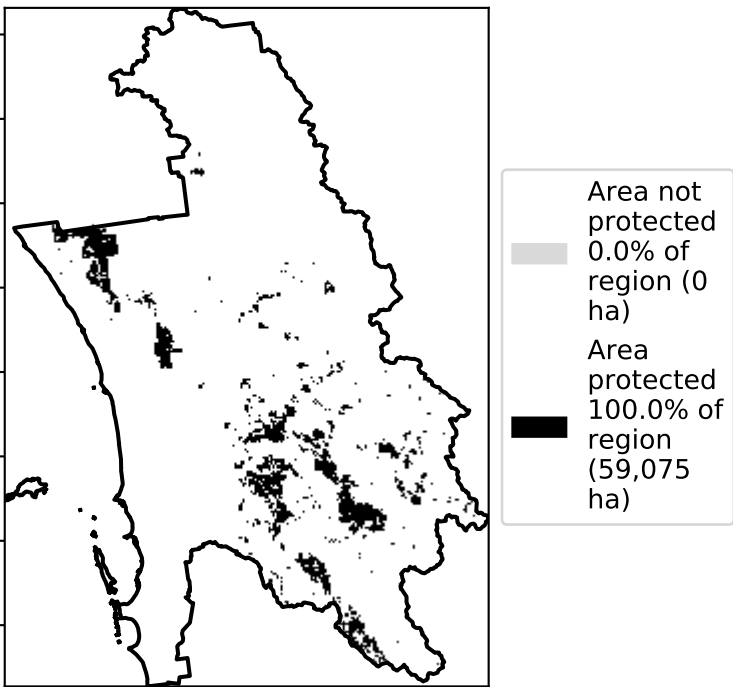 Area not
protected
0.0% of
region (0
ha)
Area
protected
100.0% of
region
(59,075
ha)